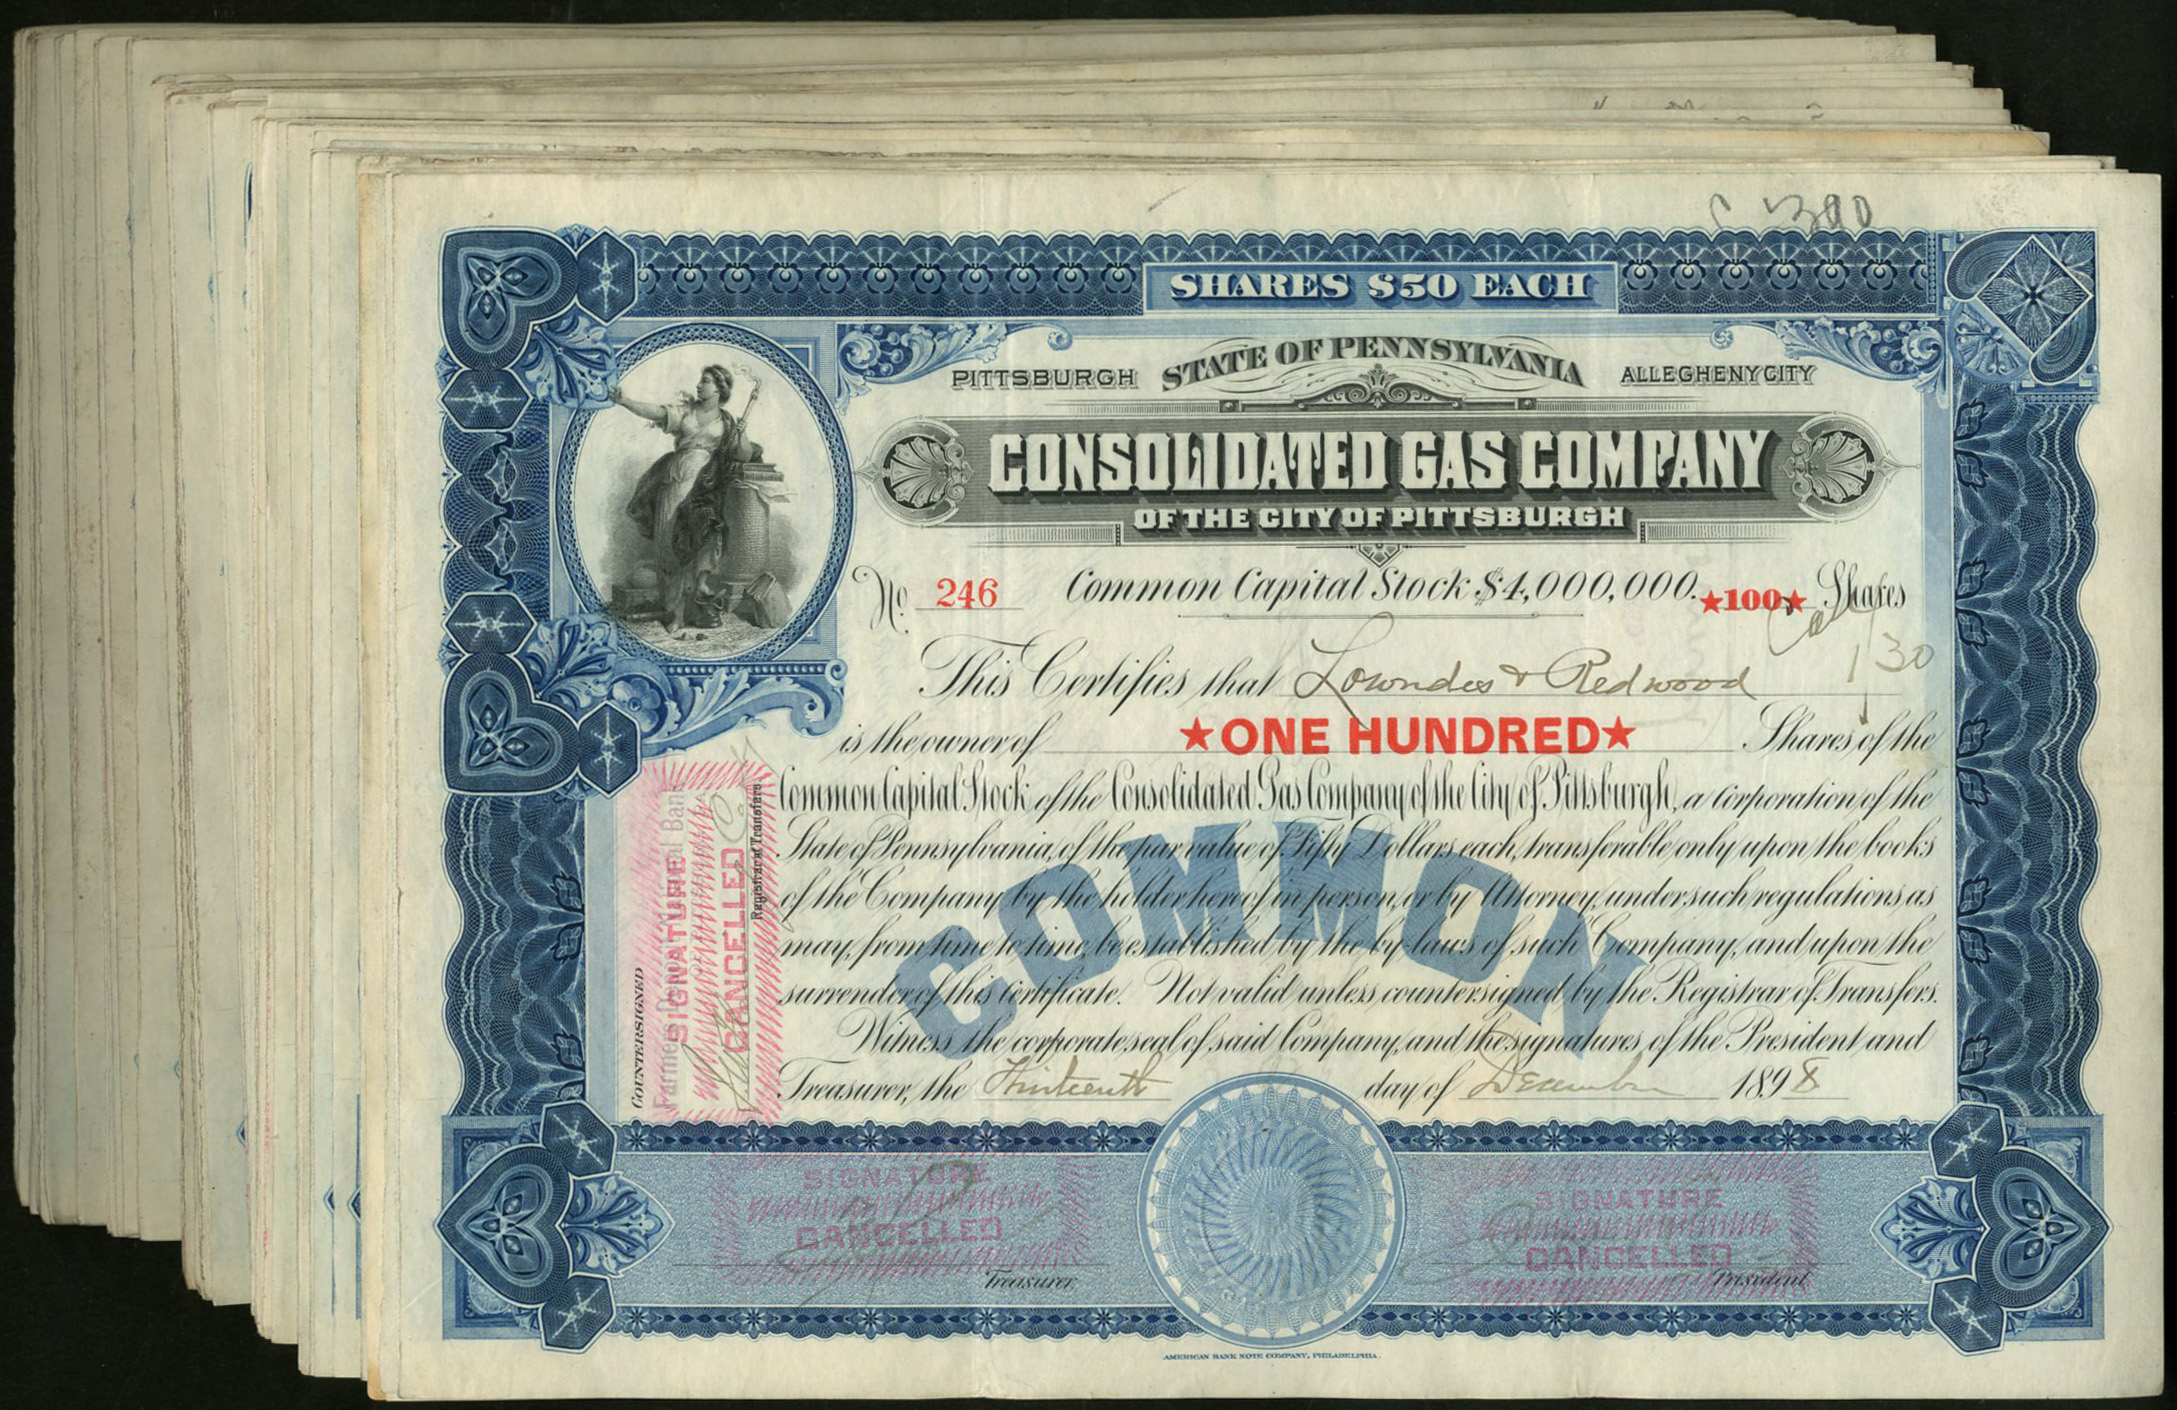 SHARES $50 EACH
PITTSBURGH STATE OF PENNSYLVANIA ALLEGHENY CITY
CONSOLIDATED GAS COMPANY
OF THE CITY OF PITTSBURGH
No. 246 Common Capital Stock $4,000,000. ★100★ Shares
30
This Certifies that Lowndes & Redwood
is the owner of ★ONE HUNDRED★ Shares of the
Common Capital Stock of the Consolidated Gas Company of the City of Pittsburgh, a corporation of the
State of Pennsylvania, of the par value of Fifty Dollars each, transferable only upon the books
of the Company by the holder hereof in person, or by Attorney, under such regulations, as
may, from time to time, be established by the by-laws of such Company, and upon the
surrender of this Certificate. Not valid unless countersigned by the Registrar of Transfers.
Witness the corporate seal of said Company, and the signatures of the President and
Treasurer, the Thirteenth day of December 1898
COMMON
COUNTERSIGNED
SIGNATURE
CANCELLED
Registrar of Transfers.
SIGNATURE
CANCELLED
Treasurer.
SIGNATURE
CANCELLED
President.
AMERICAN BANK NOTE COMPANY, PHILADELPHIA.